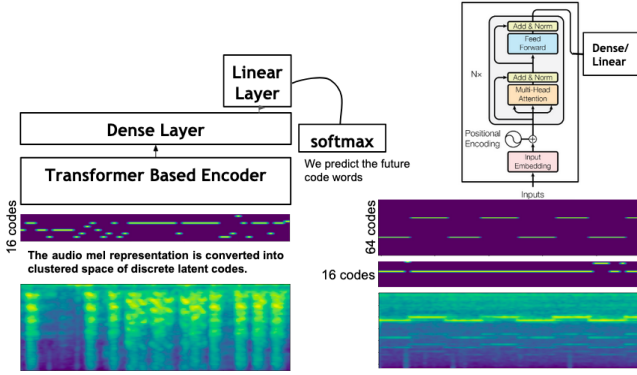 Linear
Layer
Dense Layer
softmax
We predict the future
code words
Transformer Based Encoder
16 codes
The audio mel representation is converted into
clustered space of discrete latent codes.
Add & Norm
Feed
Forward
Nx
Add & Norm
Multi-Head
Attention
Positional
Encoding
Input
Embedding
Inputs
Dense/
Linear
64 codes
16 codes